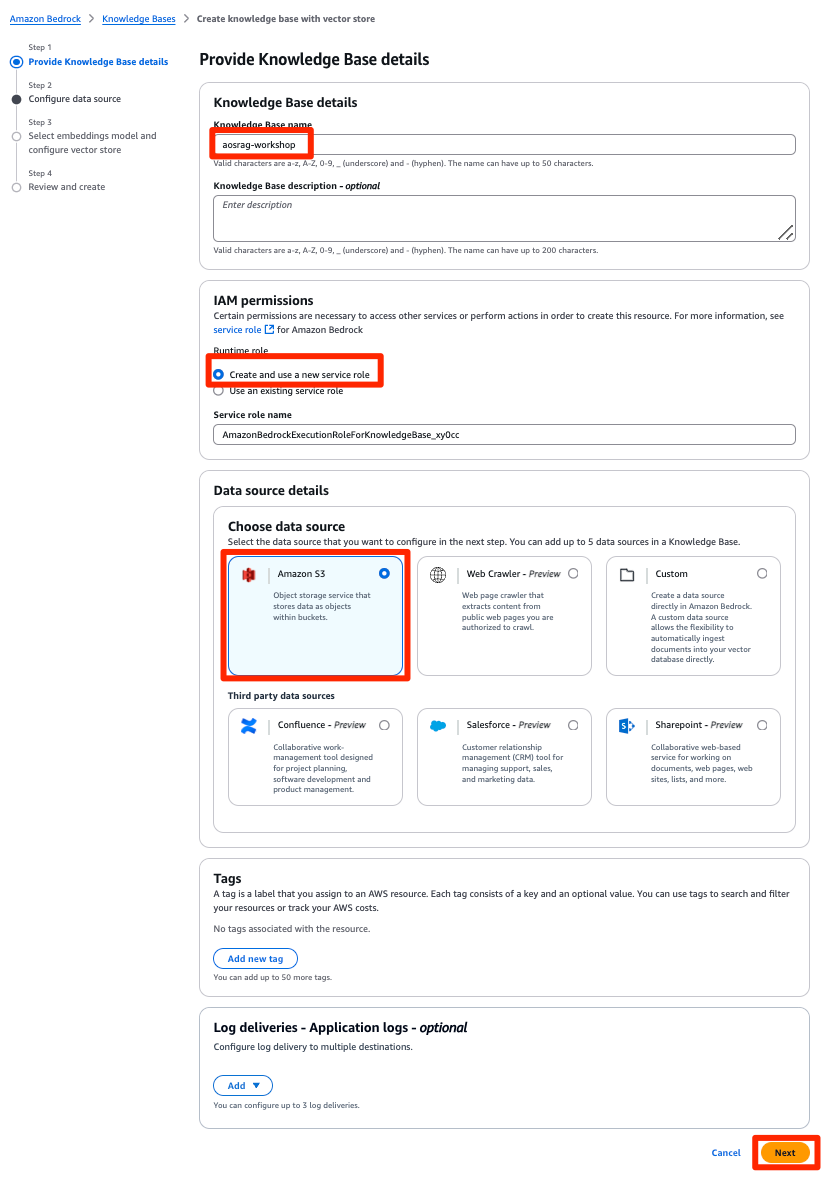 Amazon Bedrock > Knowledge Bases > Create knowledge base with vector store
Step 1
Provide Knowledge Base details
Step 2
Configure data source
Step 3
Select embeddings model and
configure vector store
Step 4
Review and create
Provide Knowledge Base details
Knowledge Base details
Knowledge Base name
aosrag-workshop
Valid characters are a-z, A-Z, 0-9, _ (underscore) and - (hyphen). The name can have up to 50 characters.
Knowledge Base description - optional
Enter description
Valid characters are a-z, A-Z, 0-9, _ (underscore) and - (hyphen). The name can have up to 200 characters.
IAM permissions
Certain permissions are necessary to access other services or perform actions in order to create this resource. For more information, see
service role for Amazon Bedrock
Runtime role
Create and use a new service role
Use an existing service role
Service role name
AmazonBedrockExecutionRoleForKnowledgeBase_xy0cc
Data source details
Choose data source
Select the data source that you want to configure in the next step. You can add up to 5 data sources in a Knowledge Base.
Amazon S3
Object storage service that
stores data as objects
within buckets.
Web Crawler - Preview
Web page crawler that
extracts content from
public web pages you are
authorized to crawl.
Custom
Create a data source
directly in Amazon Bedrock.
A custom data source
allows the flexibility to
automatically ingest
documents into your vector
database directly.
Third party data sources
Confluence - Preview
Collaborative work-
management tool designed
for project planning,
software development and
product management.
Salesforce - Preview
Customer relationship
management (CRM) tool for
managing support, sales,
and marketing data.
Sharepoint - Preview
Collaborative web-based
service for working on
documents, web pages, web
sites, lists, and more.
Tags
A tag is a label that you assign to an AWS resource. Each tag consists of a key and an optional value. You can use tags to search and filter
your resources or track your AWS costs.
No tags associated with the resource.
Add new tag
You can add up to 50 more tags.
Log deliveries - Application logs - optional
Configure log delivery to multiple destinations.
Add
You can configure up to 3 log deliveries.
Cancel
Next